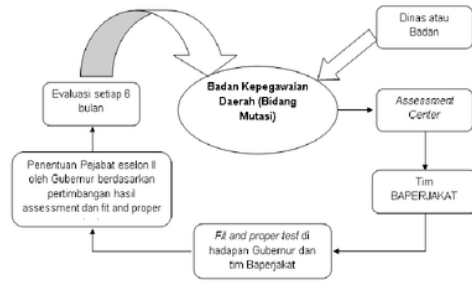 Dinas atau
Badan
Badan Kepegawaian
Daerah (Bidang
Mutasi)
Evaluasi setiap 6
bulan
Assessment
Center
Penentuan Pejabat eselon II
oleh Gubernur berdasarkan
pertimbangan hasil
assessment dan fit and proper
Tim
BAPERJAKAT
Fit and proper test di
hadapan Gubernur dan
tim Baperjakat